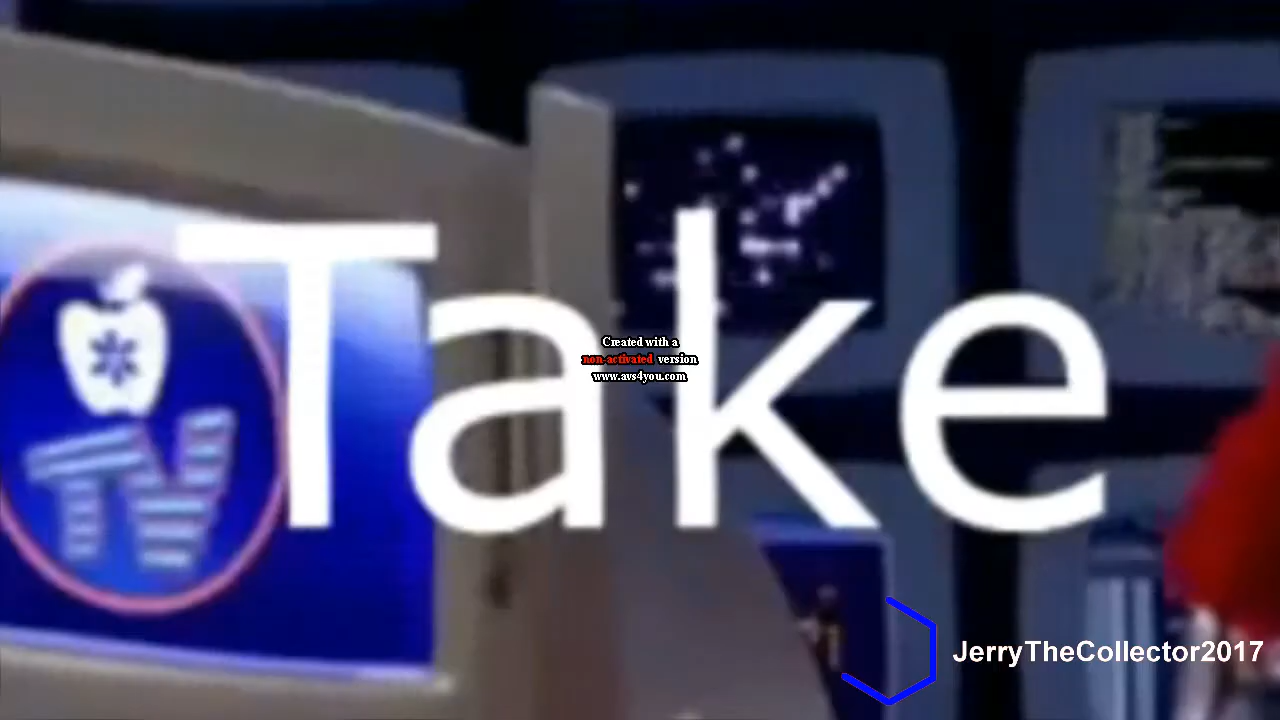 Take
TV
Created with a
non-activated version
www.avs4you.com
JerryTheCollector2017